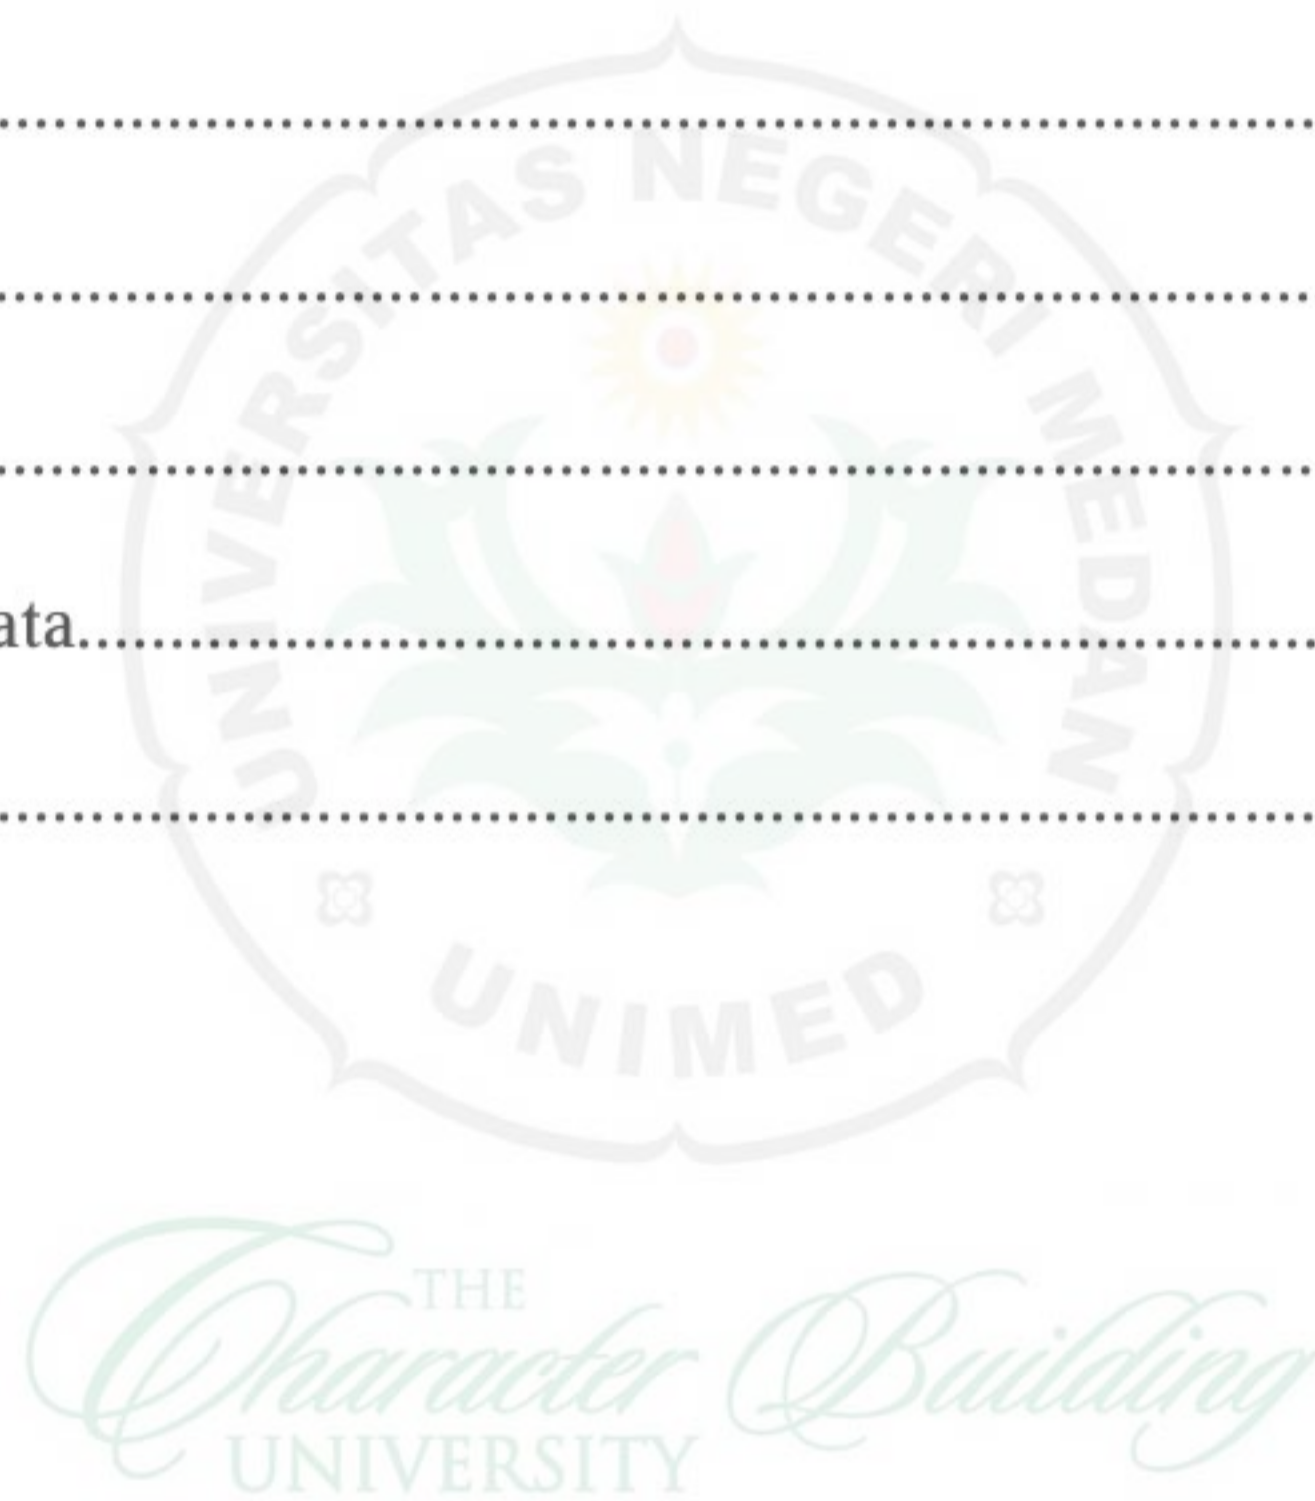 ....................................................................
....................................................................
....................................................................
ata....................................................................
....................................................................
UNIVERSITAS NEGERI MEDAN
UNIMED
THE
Character Building
UNIVERSITY